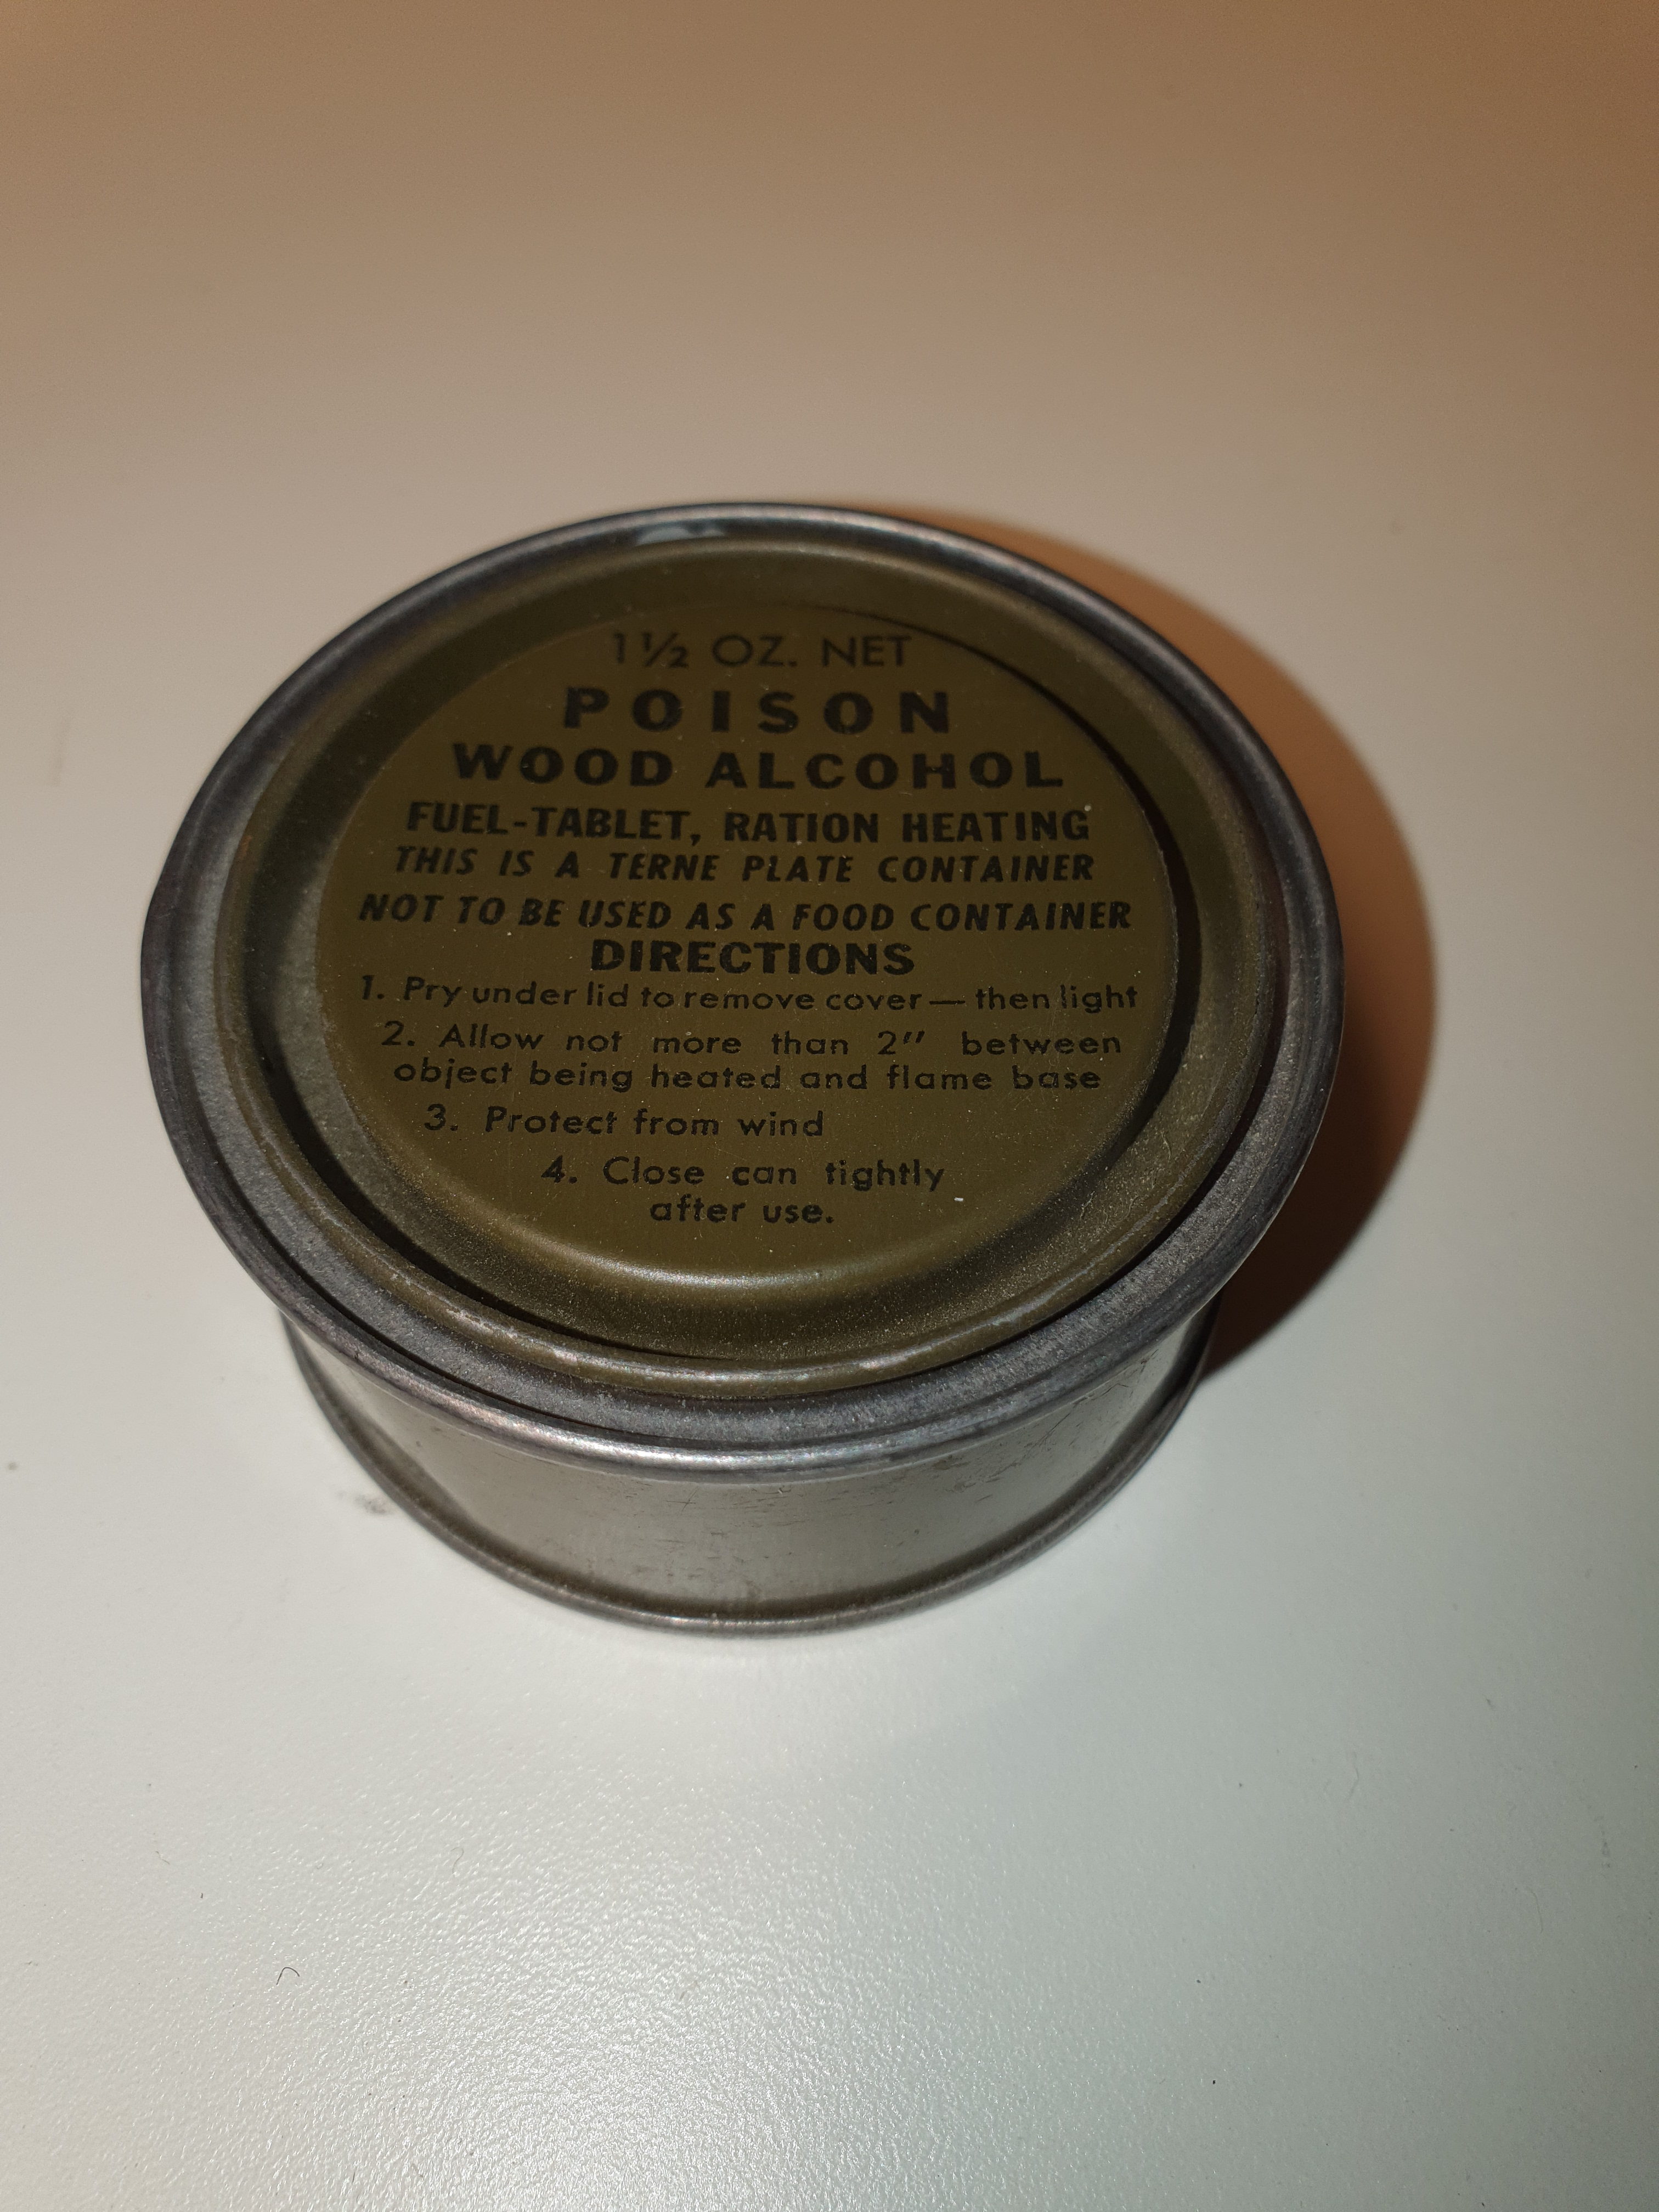 1½ OZ. NET
POISON
WOOD ALCOHOL
FUEL-TABLET, RATION HEATING
THIS IS A TERNE PLATE CONTAINER
NOT TO BE USED AS A FOOD CONTAINER
DIRECTIONS
1. Pry under lid to remove cover — then light
2. Allow not more than 2″ between
object being heated and flame base
3. Protect from wind
4. Close can tightly
after use.